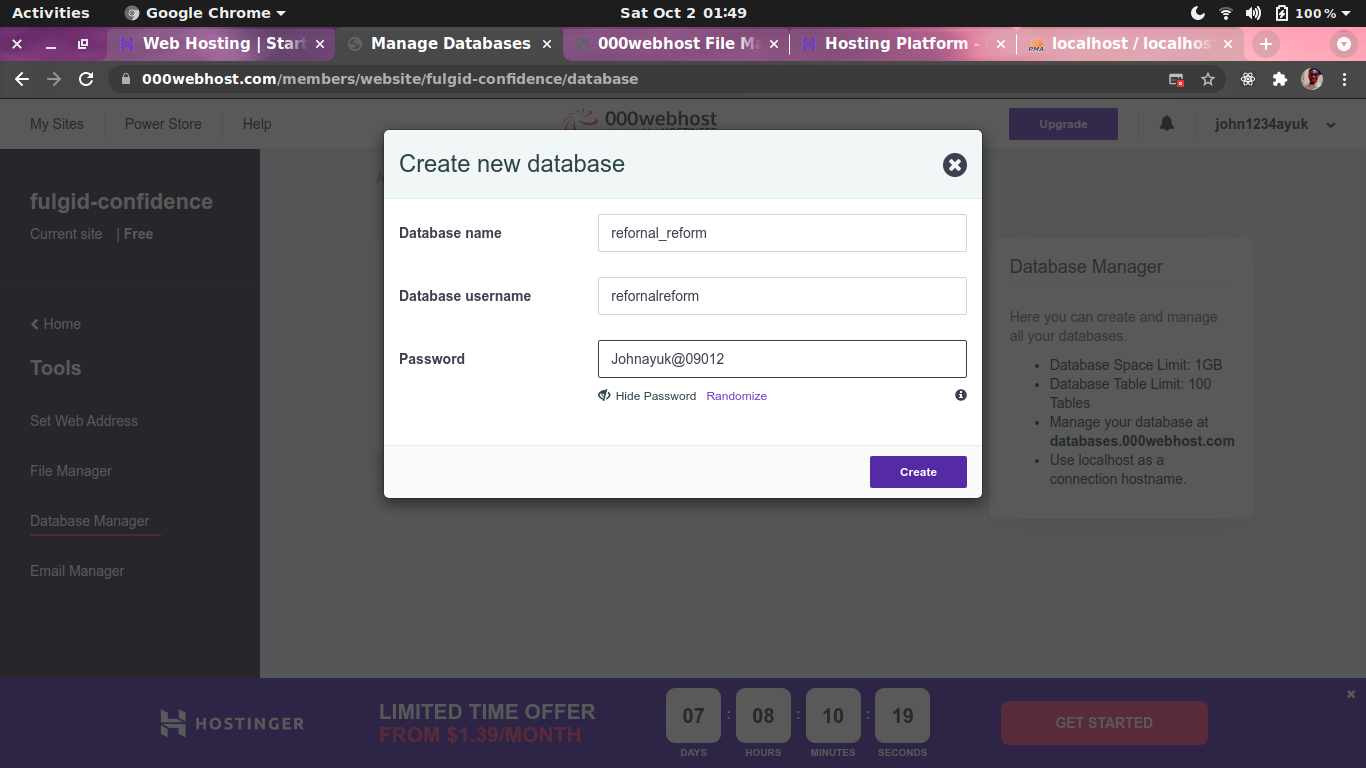 Activities
Google Chrome
Sat Oct 2 01:49
100 %
Web Hosting | Start
Manage Databases
000webhost File Ma
Hosting Platform -
localhost / localhos
000webhost.com/members/website/fulgid-confidence/database
My Sites
Power Store
Help
000webhost
Upgrade
john1234ayuk
fulgid-confidence
Current site | Free
Home
Tools
Set Web Address
File Manager
Database Manager
Email Manager
Create new database
Database name
refornal_reform
Database username
refornalreform
Password
Johnayuk@09012
Hide Password
Randomize
Create
Database Manager
Here you can create and manage
all your databases.
Database Space Limit: 1GB
Database Table Limit: 100
Tables
Manage your database at
databases.000webhost.com
Use localhost as a
connection hostname.
HOSTINGER
LIMITED TIME OFFER
FROM $1.39/MONTH
07 : 08 : 10 : 19
DAYS HOURS MINUTES SECONDS
GET STARTED